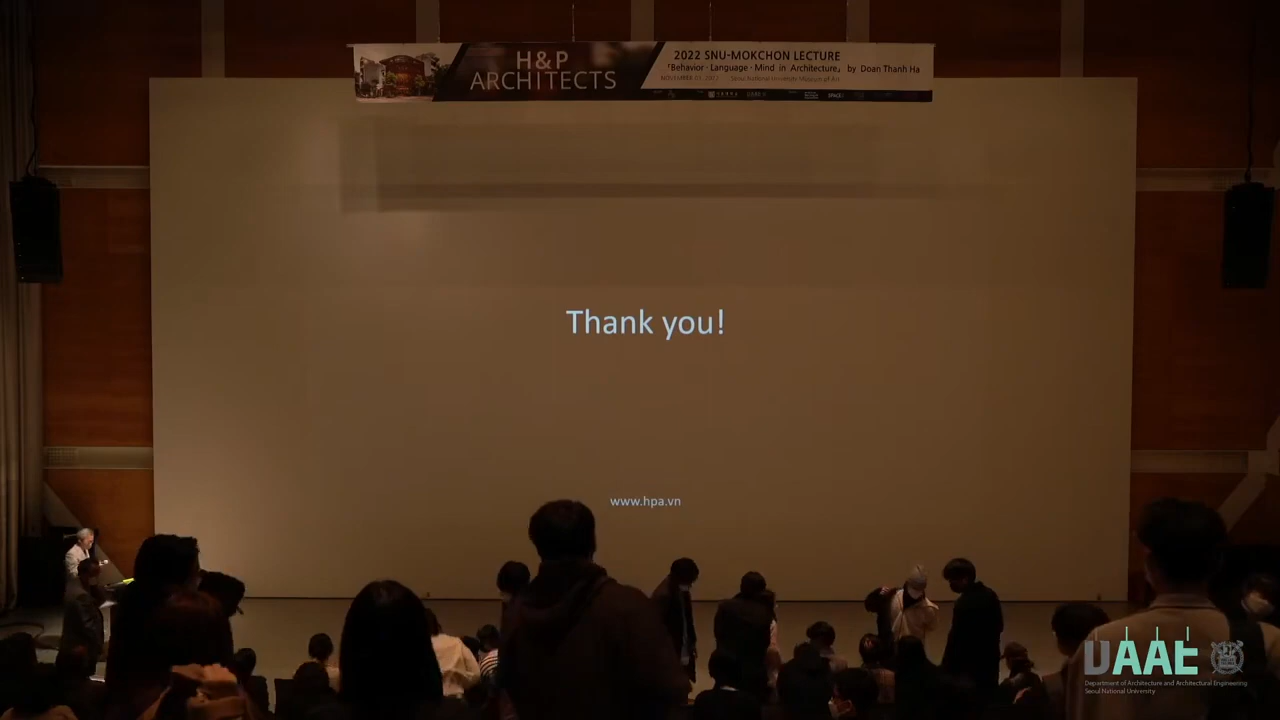 H&P
ARCHITECTS
2022 SNU-MOKCHON LECTURE
「Behavior · Language · Mind in Architecture」 by Doan Thanh Ha
Thank you!
www.hpa.vn
UAAE
Department of Architecture and Architectural Engineering
Seoul National University